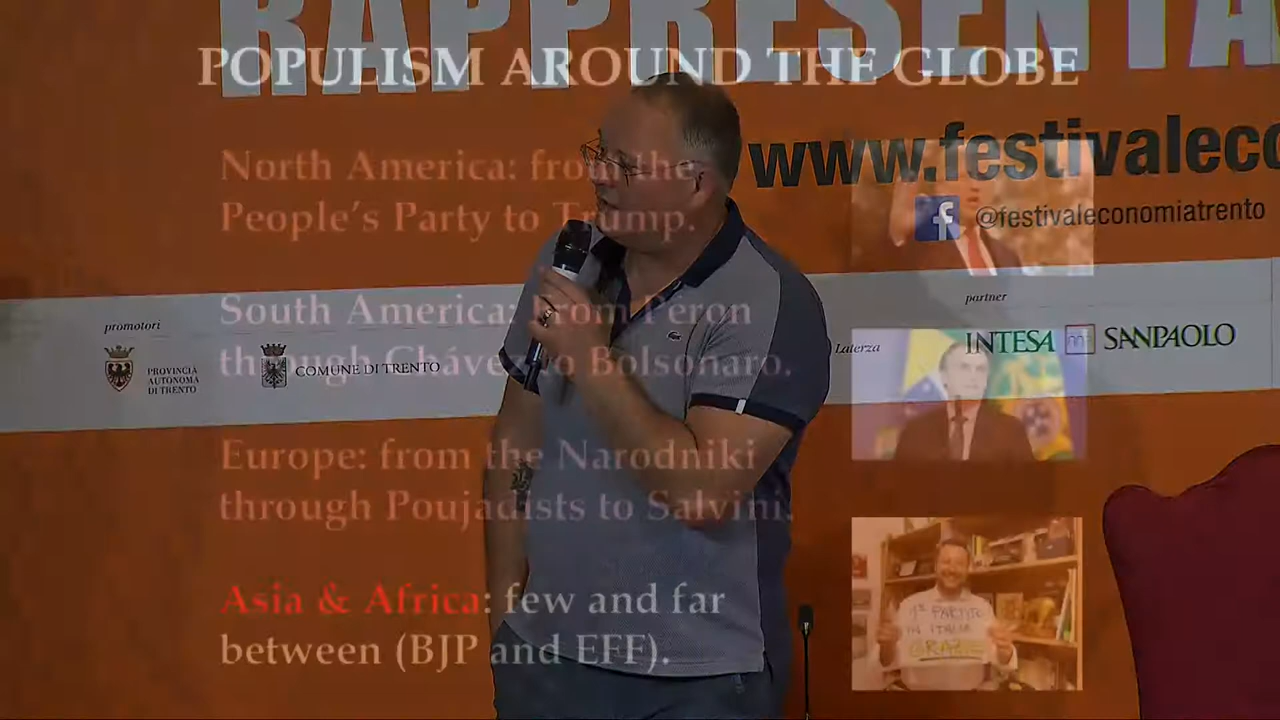 RAPPRESENTA
POPULISM AROUND THE GLOBE
www.festivaleco
@festivaleconomiatrento
North America: from the
People's Party to Trump.
South America: from Péron
through Chávez to Bolsonaro.
Europe: from the Narodniki
through Poujadists to Salvini.
Asia & Africa: few and far
between (BJP and EFF).
promotori
PROVINCIA
AUTONOMA
DI TRENTO
COMUNE DI TRENTO
Laterza
partner
INTESA SANPAOLO
1° PARTITO
IN ITALIA
GRAZIE